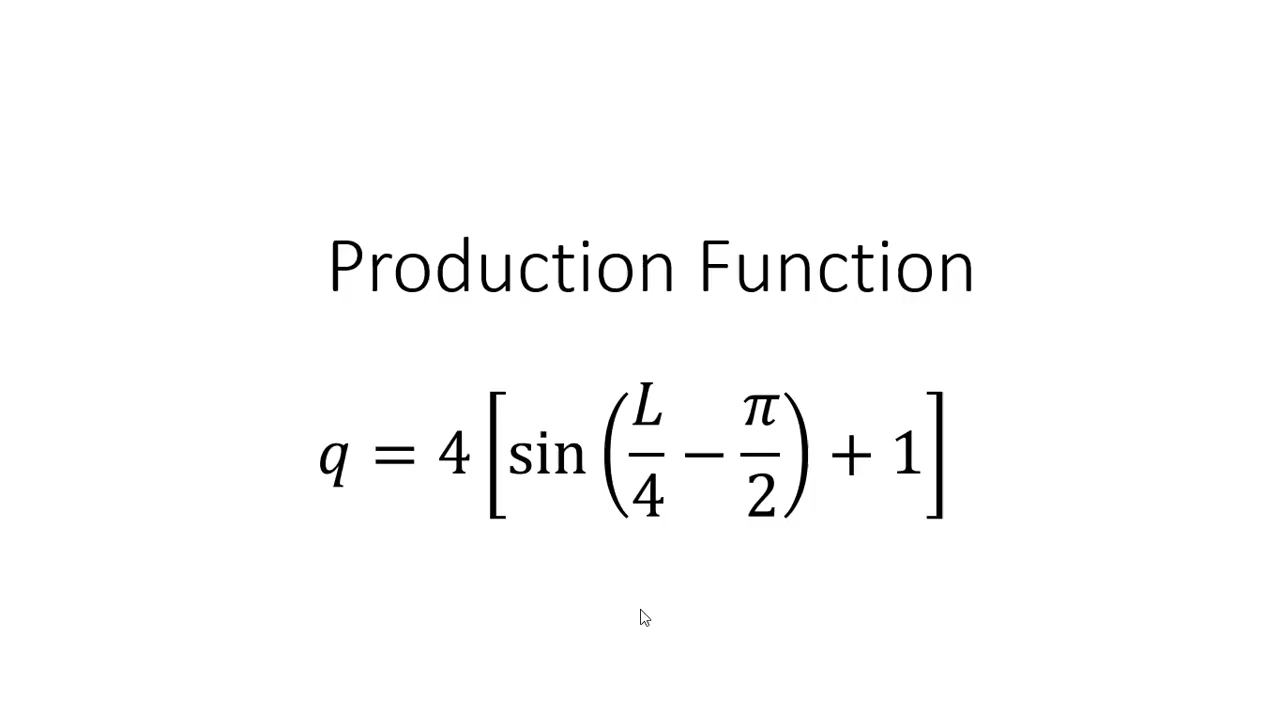 Production Function
q = 4 [sin (L/4 − π/2) + 1]